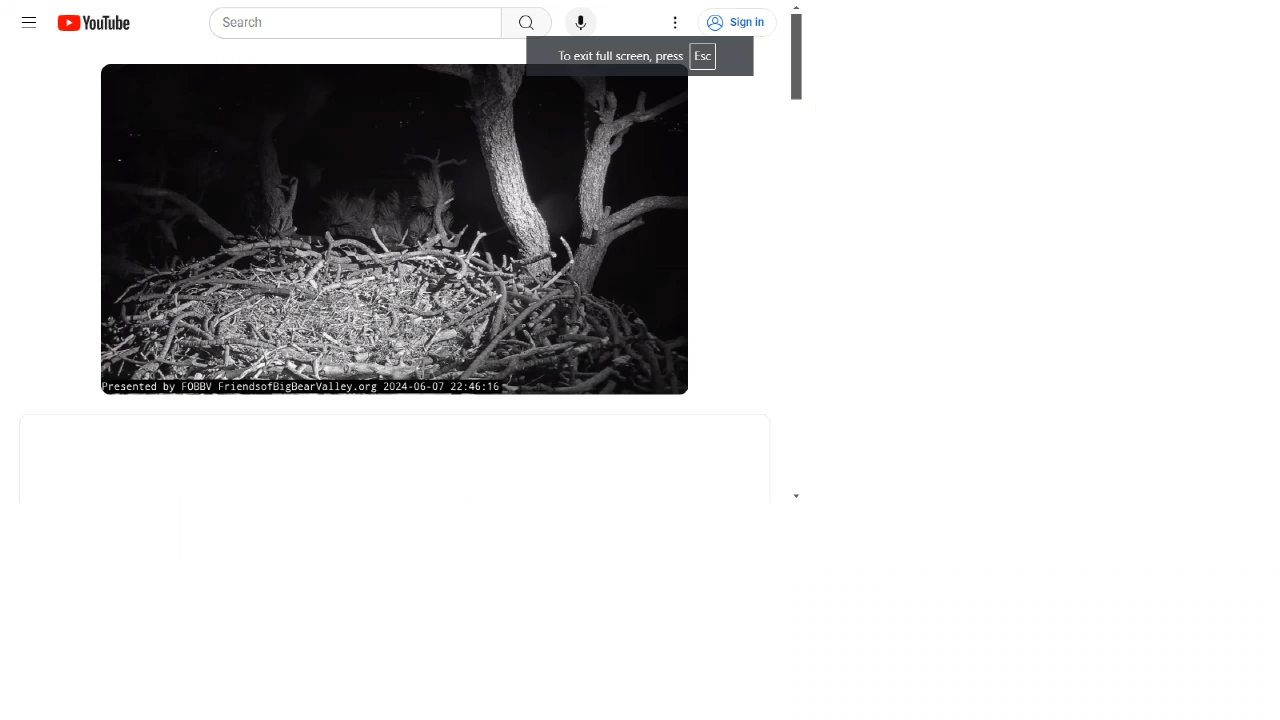 YouTube
Search
Sign in
To exit full screen, press Esc
Presented by FOBBV FriendsofBigBearValley.org 2024-06-07 22:46:16